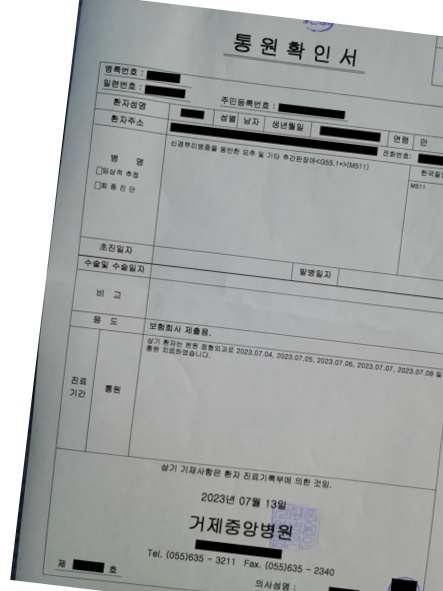 통 원 확 인 서
병록번호 :
일련번호 :
주민등록번호 :
환자성명
성별 남자 생년월일 연령 만
환자주소
전화번호:
병 명
□임상적 추정
□최 종 진 단
신경뿌리병증을 동반한 요추 및 기타 추간판장애<G55.1*>(M511)
한국질
M511
초진일자
수술및 수술일자
발병일자
비 고
용 도
보험회사 제출용.
진료
기간
통원
상기 환자는 본원 정형외과로 2023.07.04, 2023.07.05, 2023.07.06, 2023.07.07, 2023.07.08 일
통원 치료하였습니다.
상기 기재사항은 환자 진료기록부에 의한 것임.
2023년 07월 13일
거제중앙병원
Tel. (055)635 - 3211 Fax. (055)635 - 2340
제 호
의사성명 :